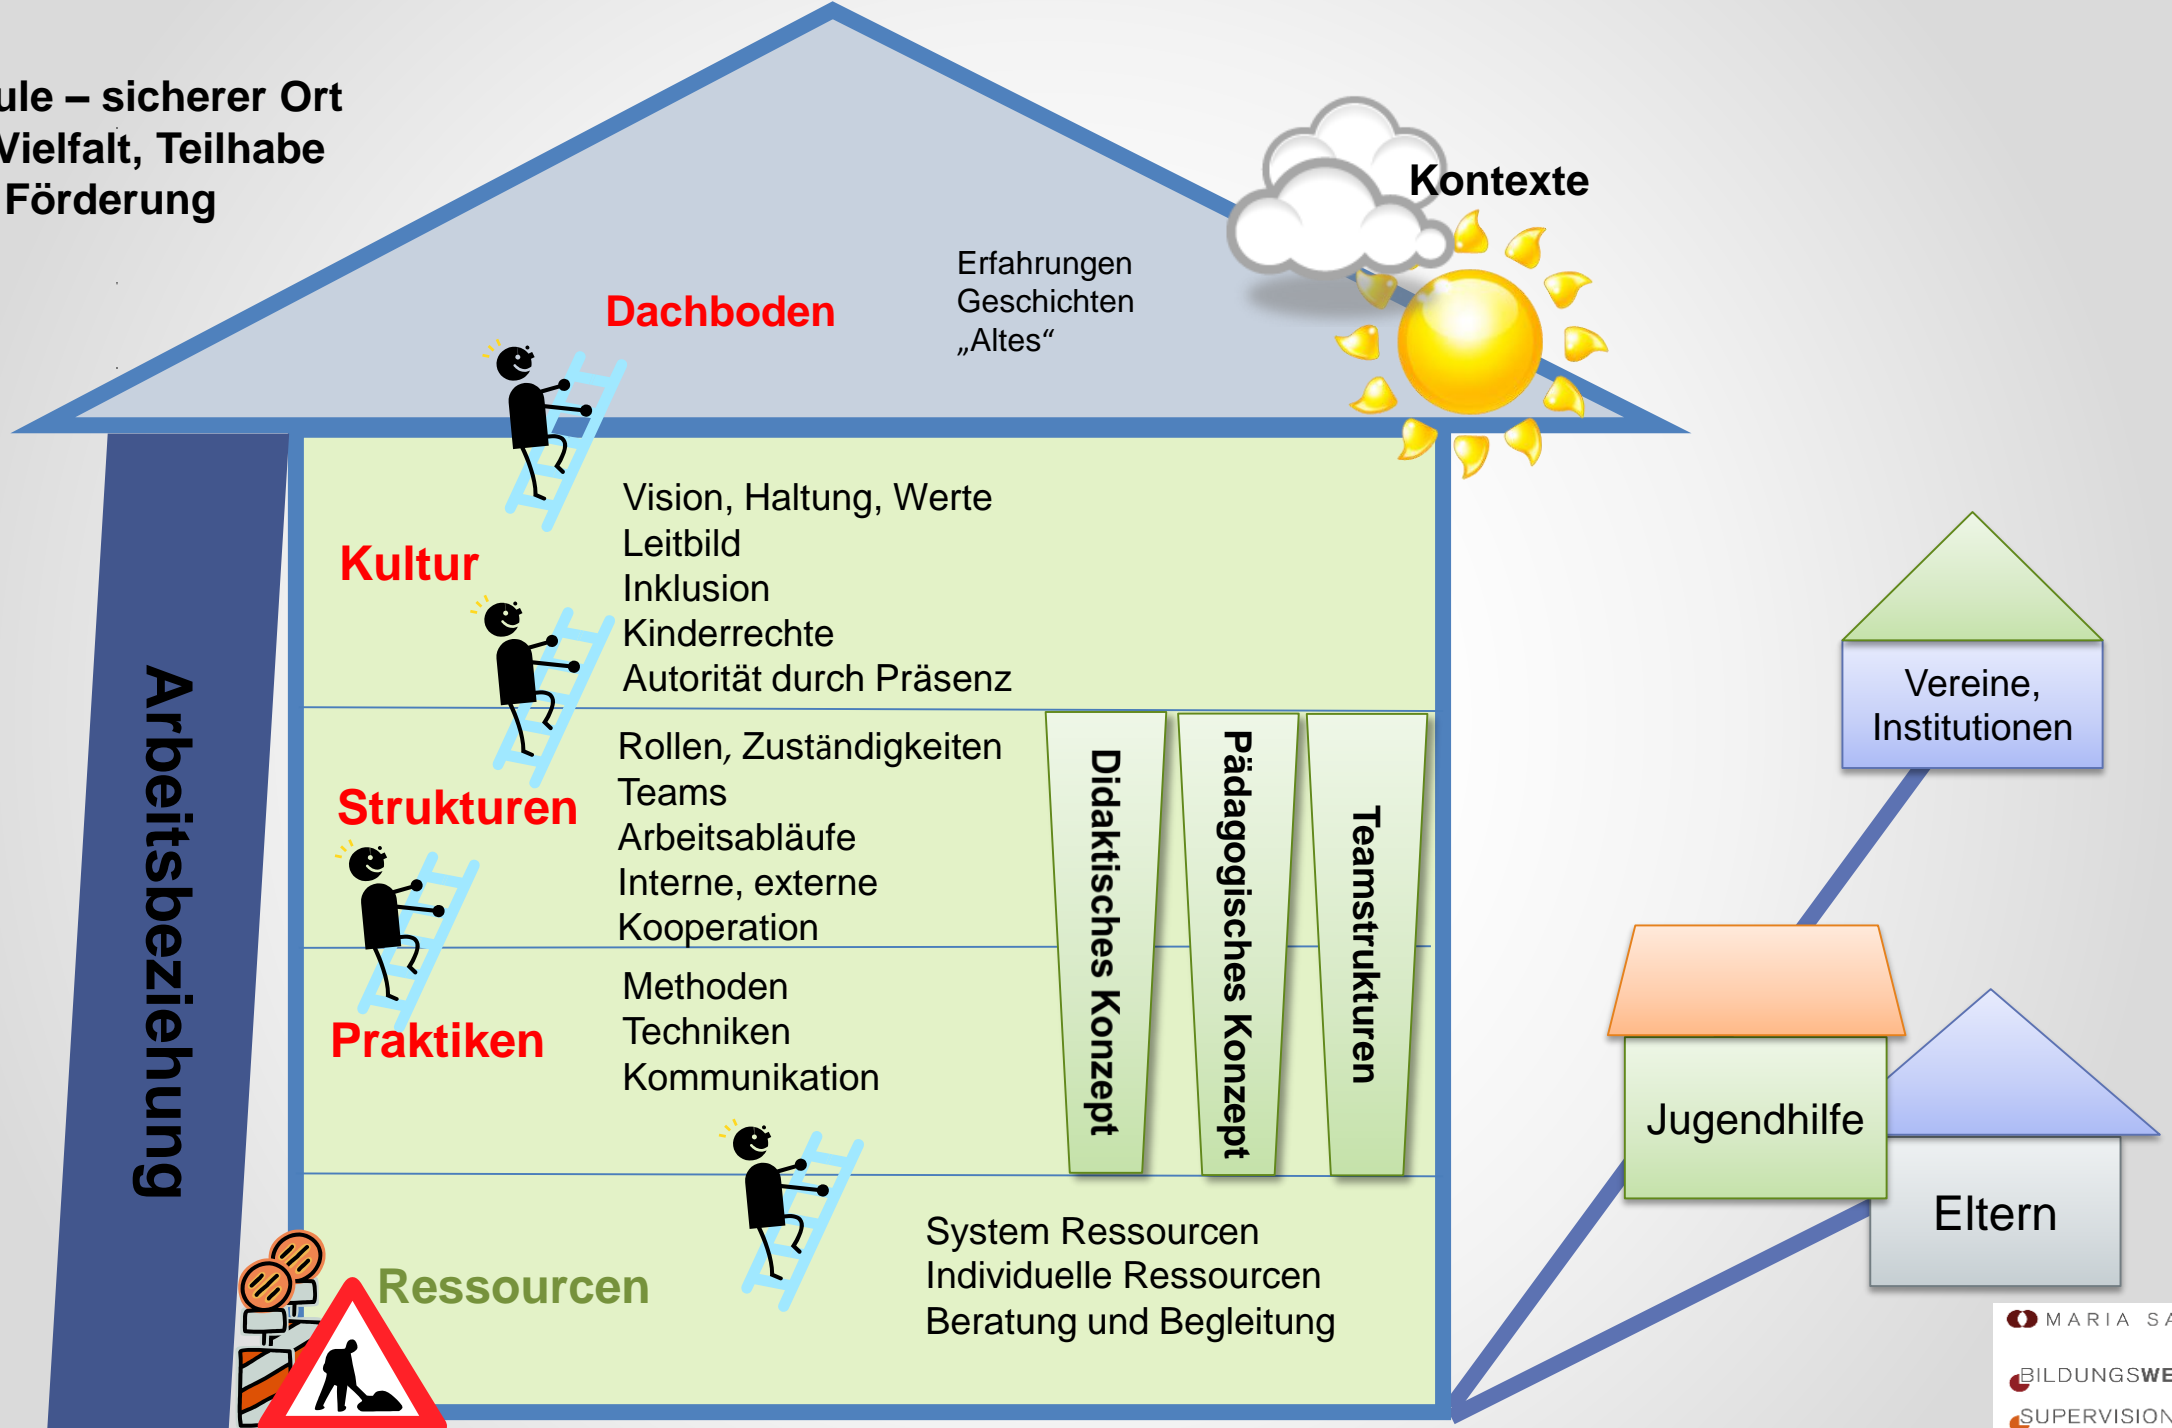 ule – sicherer Ort
Vielfalt, Teilhabe
Förderung
Kontexte
Erfahrungen
Geschichten
„Altes“
Dachboden
Kultur
Vision, Haltung, Werte
Leitbild
Inklusion
Kinderrechte
Autorität durch Präsenz
Strukturen
Rollen, Zuständigkeiten
Teams
Arbeitsabläufe
Interne, externe
Kooperation
Praktiken
Methoden
Techniken
Kommunikation
Didaktisches Konzept
Pädagogisches Konzept
Teamstrukturen
Arbeitsbeziehung
Ressourcen
System Ressourcen
Individuelle Ressourcen
Beratung und Begleitung
Vereine,
Institutionen
Jugendhilfe
Eltern
MARIA SA
BILDUNGSWE
SUPERVISION